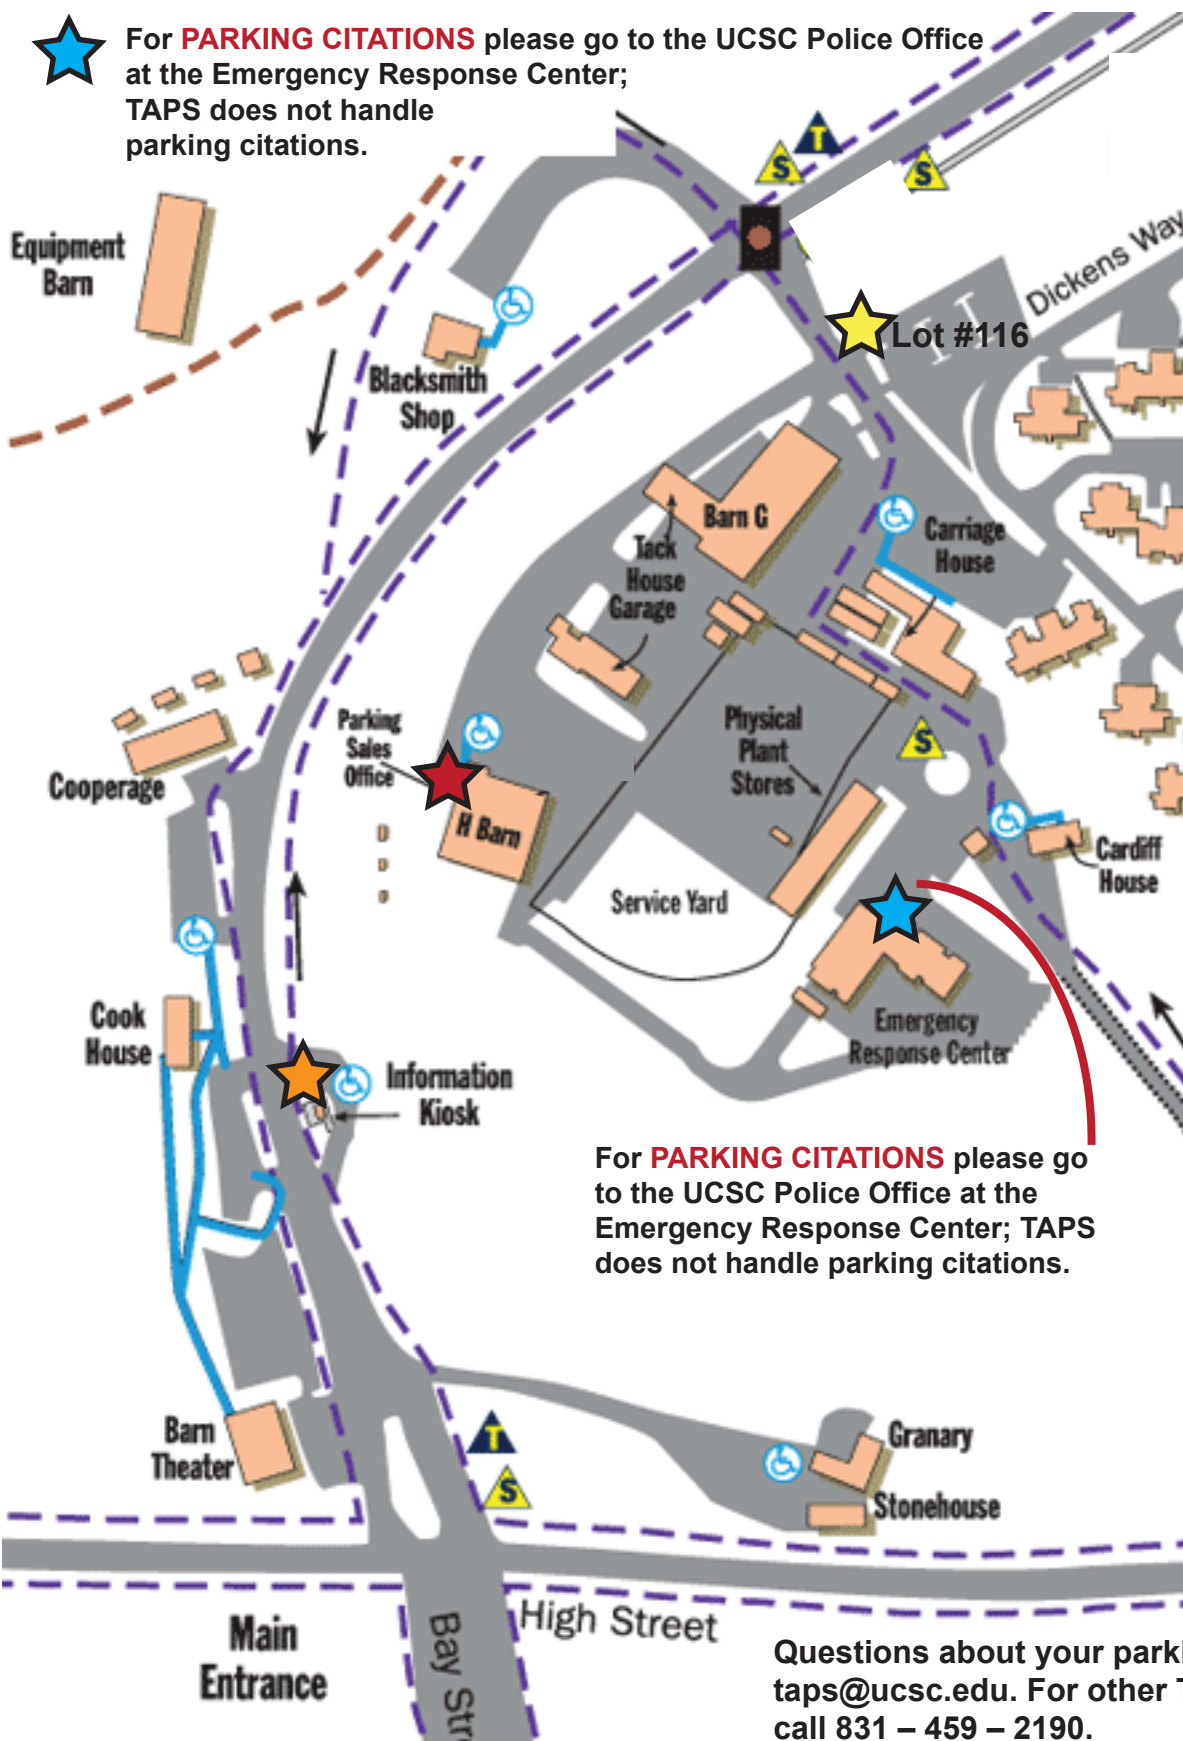 For PARKING CITATIONS please go to the UCSC Police Office
at the Emergency Response Center;
TAPS does not handle
parking citations.
T
S
S
Equipment
Barn
Dickens Way
Lot #116
Blacksmith
Shop
Barn G
Carriage
House
Tack
House
Garage
Parking
Sales
Office
Physical
Plant
Stores
S
Cooperage
H Barn
Cardiff
House
Service Yard
Cook
House
Emergency
Response Center
Information
Kiosk
For PARKING CITATIONS please go
to the UCSC Police Office at the
Emergency Response Center; TAPS
does not handle parking citations.
Barn
Theater
T
S
Granary
Stonehouse
High Street
Main
Entrance
Bay Str
Questions about your parki
taps@ucsc.edu. For other T
call 831 – 459 – 2190.